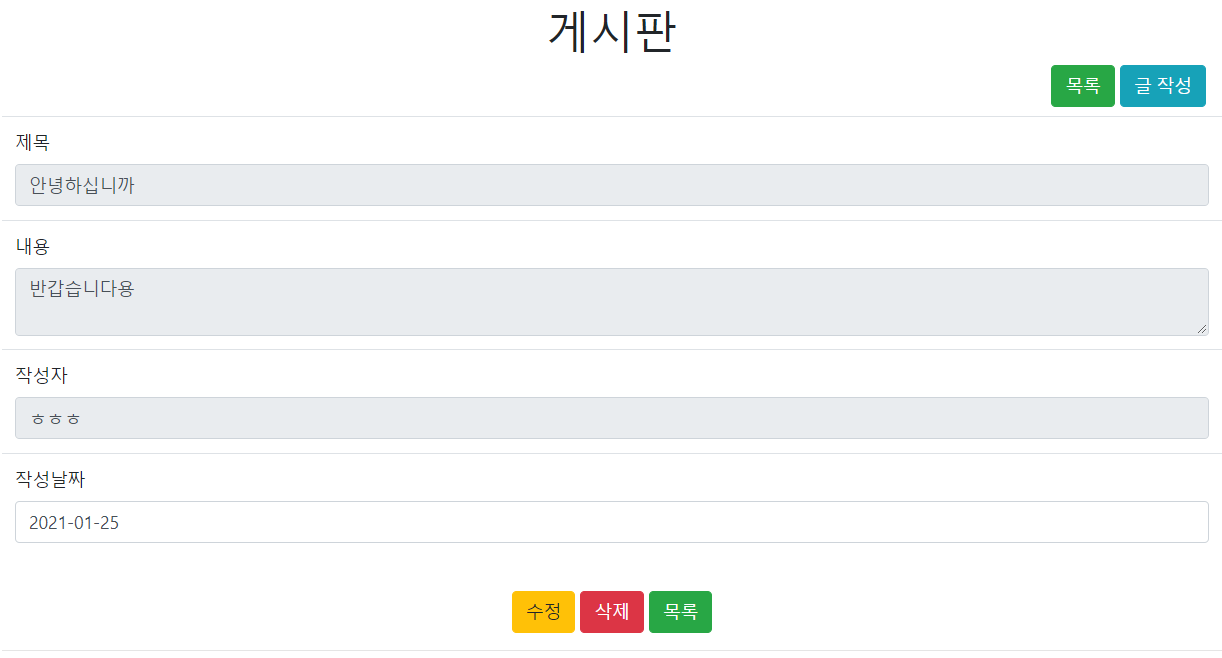 게시판
목록 글 작성
제목
안녕하십니까
내용
반갑습니다용
작성자
ㅎㅎㅎ
작성날짜
2021-01-25
수정 삭제 목록